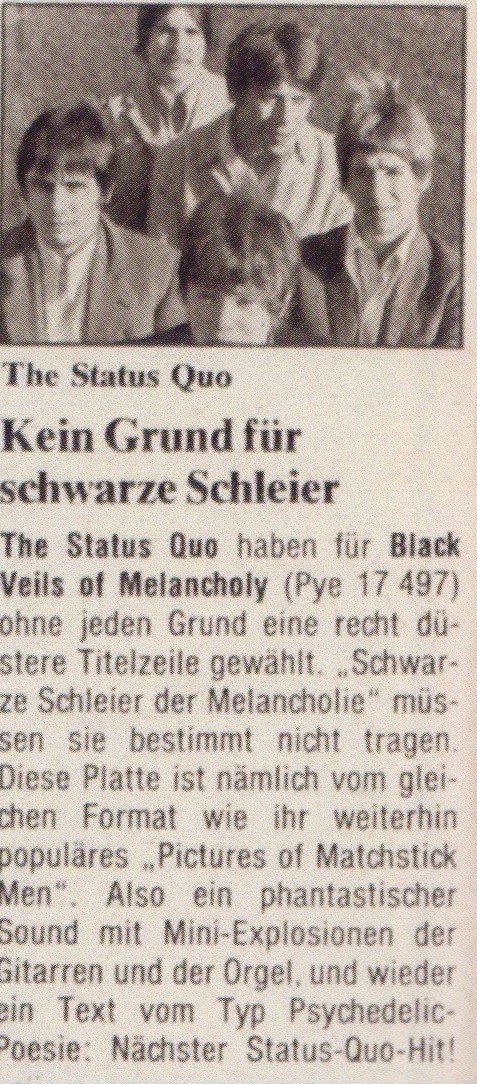 The Status Quo
Kein Grund für
schwarze Schleier
The Status Quo haben für Black
Veils of Melancholy (Pye 17 497)
ohne jeden Grund eine recht dü-
stere Titelzeile gewählt. „Schwar-
ze Schleier der Melancholie" müs-
sen sie bestimmt nicht tragen.
Diese Platte ist nämlich vom glei-
chen Format wie ihr weiterhin
populäres „Pictures of Matchstick
Men". Also ein phantastischer
Sound mit Mini-Explosionen der
Gitarren und der Orgel, und wieder
ein Text vom Typ Psychedelic-
Poesie: Nächster Status-Quo-Hit!